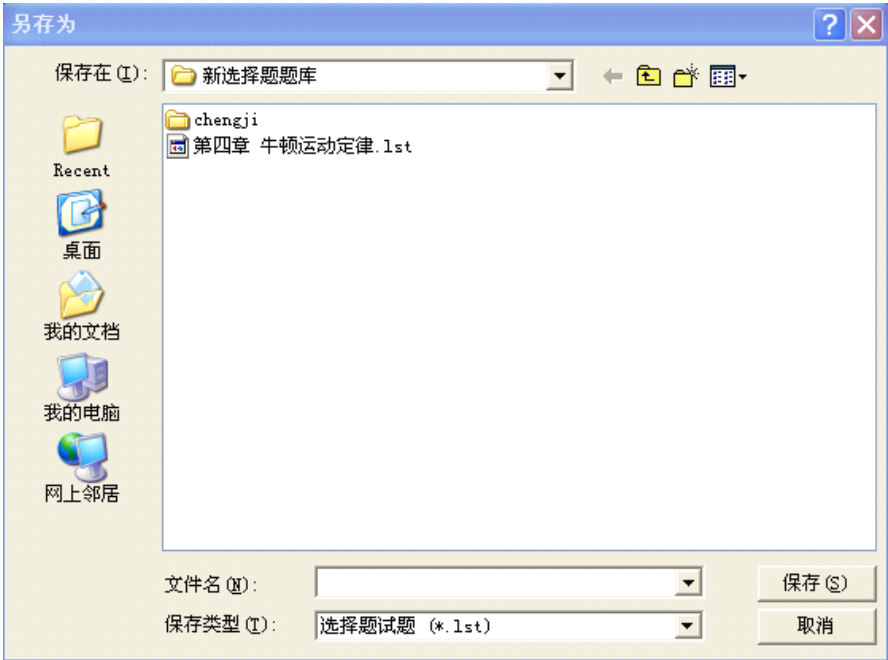 另存为
保存在(I):
新选择题题库
chengji
第四章 牛顿运动定律.lst
Recent
桌面
我的文档
我的电脑
网上邻居
文件名(N):
保存(S)
保存类型(T):
选择题试题 (*.lst)
取消